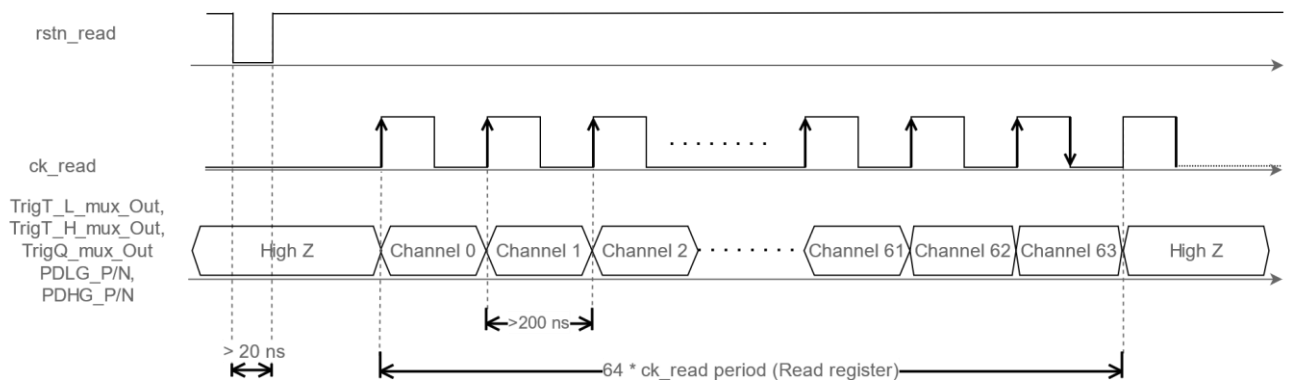 rstn_read
ck_read
TrigT_L_mux_Out,
TrigT_H_mux_Out,
TrigQ_mux_Out
PDLG_P/N,
PDHG_P/N
High Z
Channel 0
Channel 1
Channel 2
Channel 61
Channel 62
Channel 63
High Z
>200 ns
> 20 ns
64 * ck_read period (Read register)